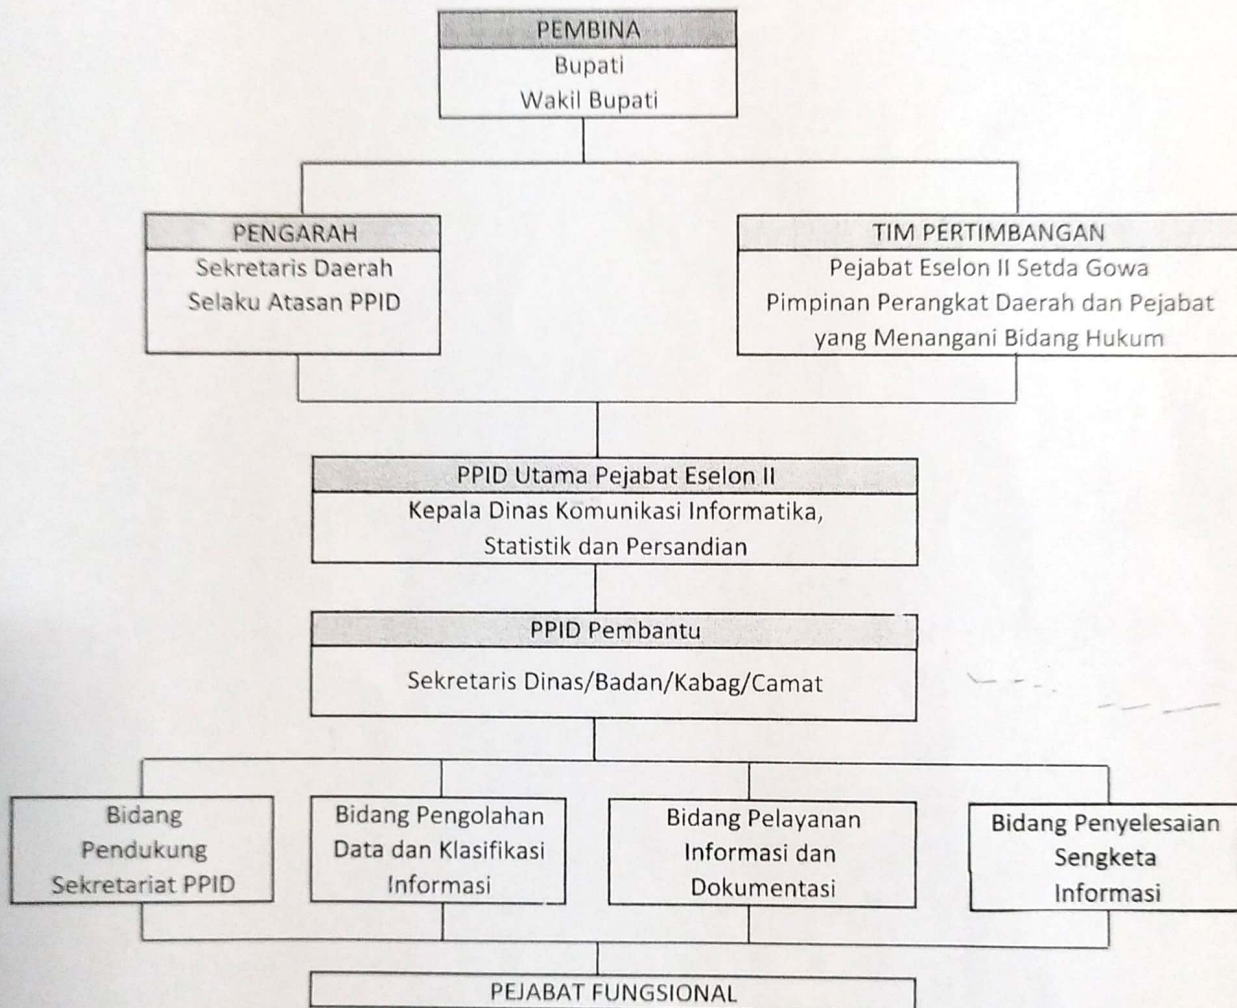 PEMBINA
Bupati
Wakil Bupati
PENGARAH
Sekretaris Daerah
Selaku Atasan PPID
TIM PERTIMBANGAN
Pejabat Eselon II Setda Gowa
Pimpinan Perangkat Daerah dan Pejabat
yang Menangani Bidang Hukum
PPID Utama Pejabat Eselon II
Kepala Dinas Komunikasi Informatika,
Statistik dan Persandian
PPID Pembantu
Sekretaris Dinas/Badan/Kabag/Camat
Bidang
Pendukung
Sekretariat PPID
Bidang Pengolahan
Data dan Klasifikasi
Informasi
Bidang Pelayanan
Informasi dan
Dokumentasi
Bidang Penyelesaian
Sengketa
Informasi
PEJABAT FUNGSIONAL